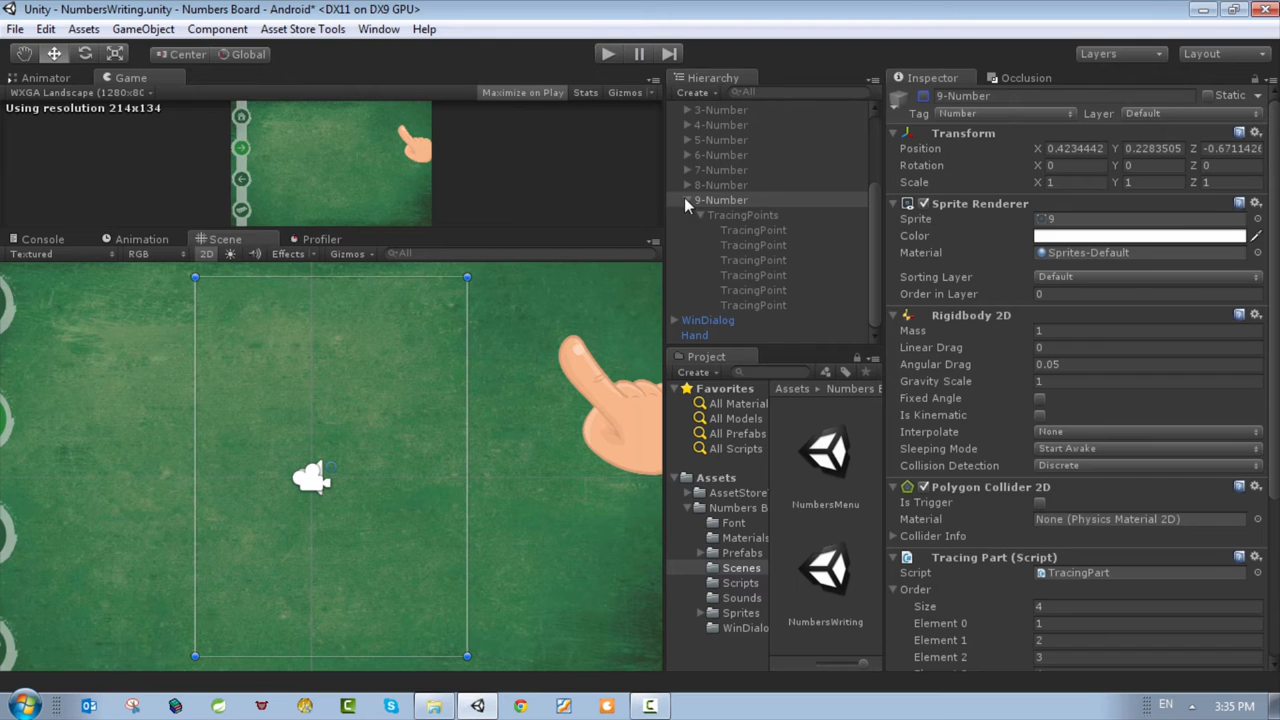 Unity - NumbersWriting.unity - Numbers Board - Android* <DX11 on DX9 GPU>
File Edit Assets GameObject Component Asset Store Tools Window Help
Center Global Layers Layout
Animator Game
WXGA Landscape (1280x8( Maximize on Play Stats Gizmos
Using resolution 214x134
Console Animation Scene Profiler
Textured RGB 2D Effects Gizmos All
Hierarchy
Create All
3-Number
4-Number
5-Number
6-Number
7-Number
8-Number
9-Number
TracingPoints
TracingPoint
TracingPoint
TracingPoint
TracingPoint
TracingPoint
TracingPoint
WinDialog
Hand
Project
Create
Favorites
All Material
All Models
All Prefabs
All Scripts
Assets
AssetStore
Numbers B
Font
Materials
Prefabs
Scenes
Scripts
Sounds
Sprites
WinDialo
Assets Numbers B
NumbersMenu
NumbersWriting
Inspector Occlusion
9-Number Static
Tag Number Layer Default
Transform
Position X 0.4234442 Y 0.2283505 Z -0.6711426
Rotation X 0 Y 0 Z 0
Scale X 1 Y 1 Z 1
Sprite Renderer
Sprite 9
Color
Material Sprites-Default
Sorting Layer Default
Order in Layer 0
Rigidbody 2D
Mass 1
Linear Drag 0
Angular Drag 0.05
Gravity Scale 1
Fixed Angle
Is Kinematic
Interpolate None
Sleeping Mode Start Awake
Collision Detection Discrete
Polygon Collider 2D
Is Trigger
Material None (Physics Material 2D)
Collider Info
Tracing Part (Script)
Script TracingPart
Order
Size 4
Element 0 1
Element 1 2
Element 2 3
EN 3:35 PM